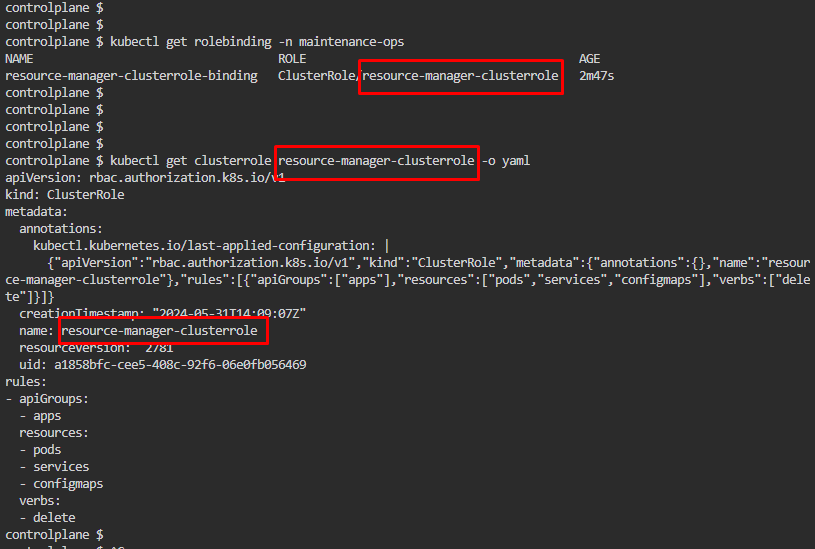 controlplane $
controlplane $
controlplane $ kubectl get rolebinding -n maintenance-ops
NAME ROLE AGE
resource-manager-clusterrole-binding ClusterRole/resource-manager-clusterrole 2m47s
controlplane $
controlplane $
controlplane $
controlplane $
controlplane $ kubectl get clusterrole resource-manager-clusterrole -o yaml
apiVersion: rbac.authorization.k8s.io/v1
kind: ClusterRole
metadata:
  annotations:
    kubectl.kubernetes.io/last-applied-configuration: |
      {"apiVersion":"rbac.authorization.k8s.io/v1","kind":"ClusterRole","metadata":{"annotations":{},"name":"resour
ce-manager-clusterrole"},"rules":[{"apiGroups":["apps"],"resources":["pods","services","configmaps"],"verbs":["dele
te"]}]}
  creationTimestamp: "2024-05-31T14:09:07Z"
  name: resource-manager-clusterrole
  resourceVersion: "2781"
  uid: a1858bfc-cee5-408c-92f6-06e0fb056469
rules:
- apiGroups:
  - apps
  resources:
  - pods
  - services
  - configmaps
  verbs:
  - delete
controlplane $